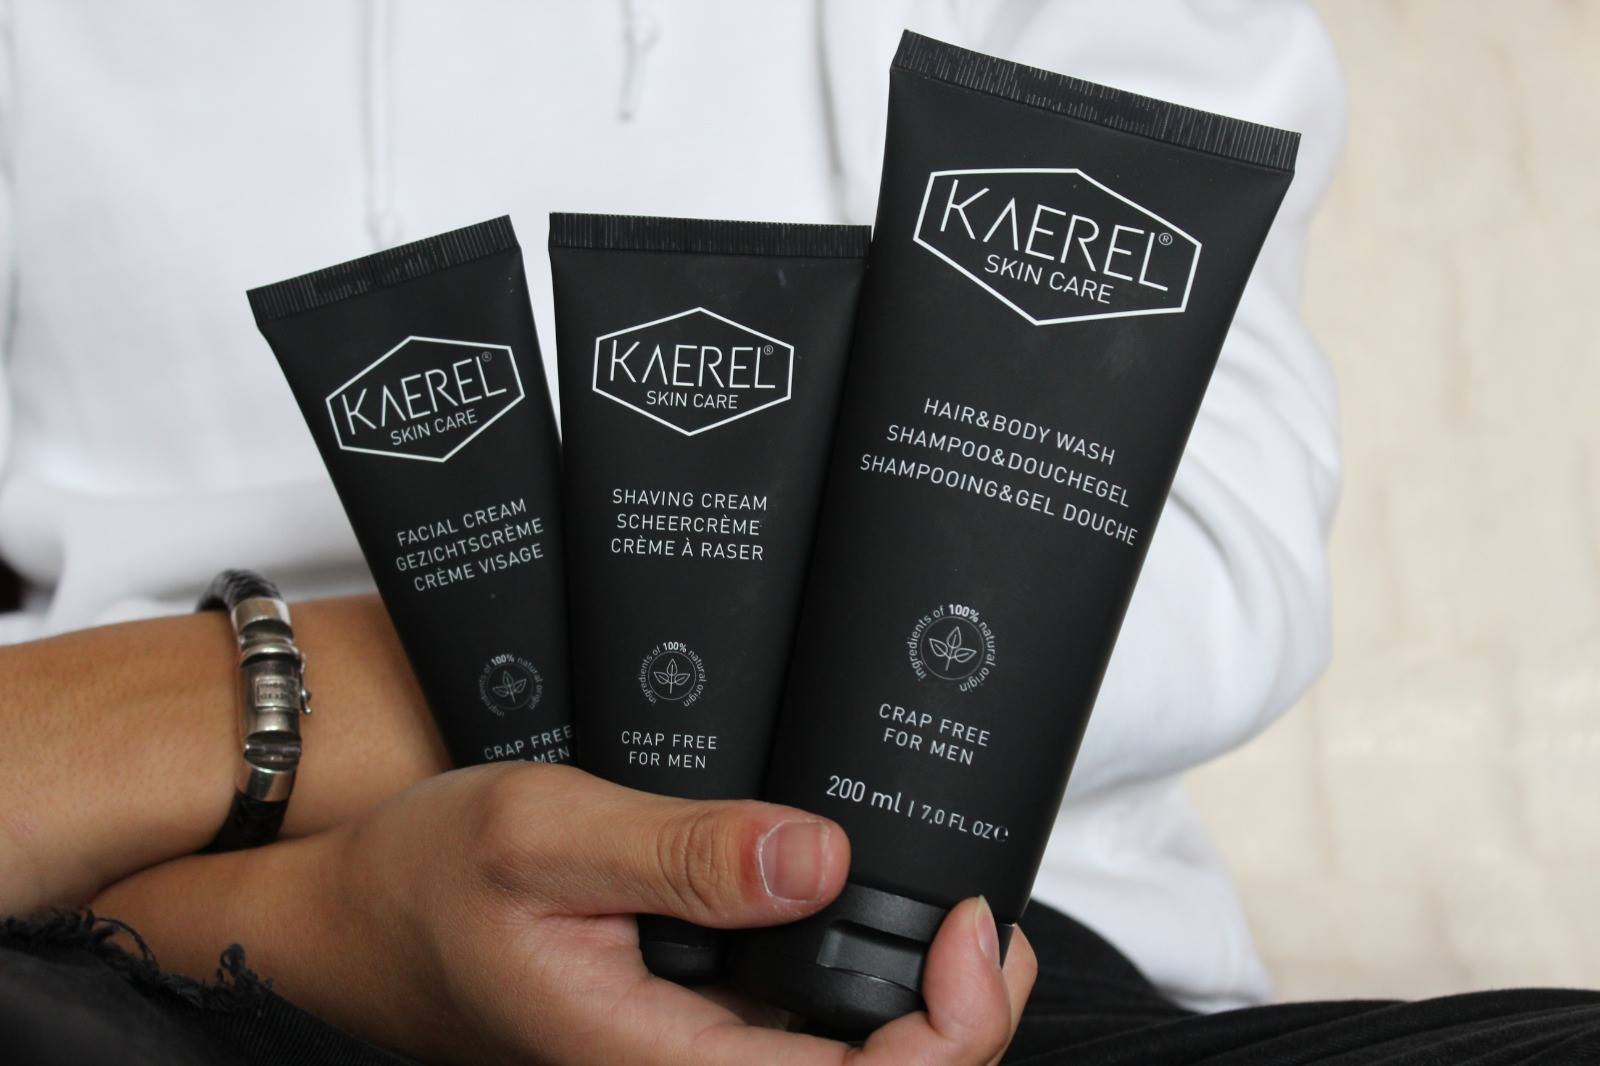 KAEREL®
SKIN CARE
FACIAL CREAM
GEZICHTSCRÈME
CRÈME VISAGE
ingredients of 100% natural origin
CRAP FREE
MEN
KAEREL®
SKIN CARE
SHAVING CREAM
SCHEERCRÈME
CRÈME À RASER
ingredients of 100% natural origin
CRAP FREE
FOR MEN
KAEREL®
SKIN CARE
HAIR&BODY WASH
SHAMPOO&DOUCHEGEL
SHAMPOOING&GEL DOUCHE
ingredients of 100% natural origin
CRAP FREE
FOR MEN
200 ml | 7,0 FL OZ ℮